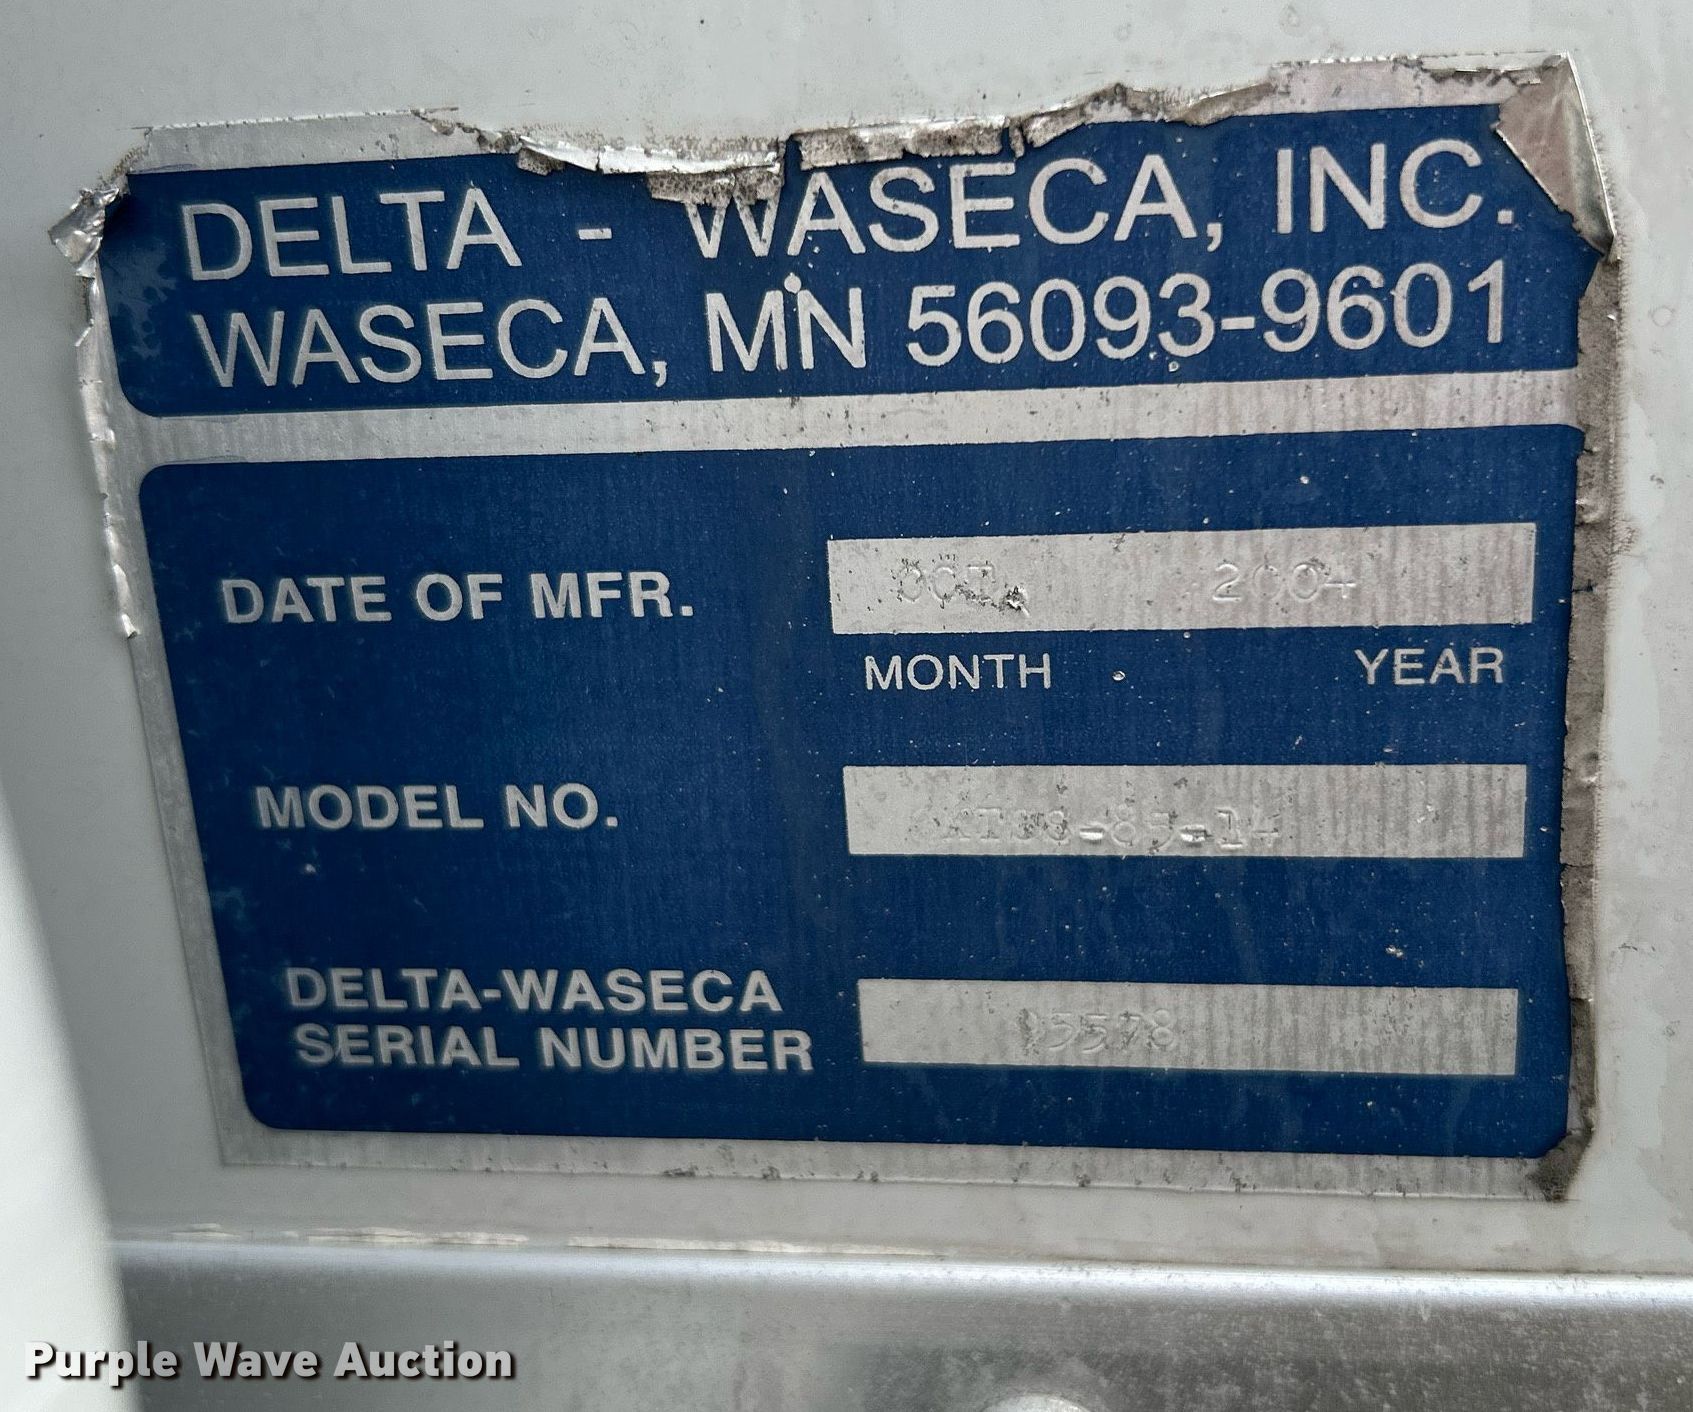 DELTA - WASECA, INC.
WASECA, MN 56093-9601
DATE OF MFR.
OCT. 2004
MONTH YEAR
MODEL NO.
DELTA-WASECA
SERIAL NUMBER
Purple Wave Auction